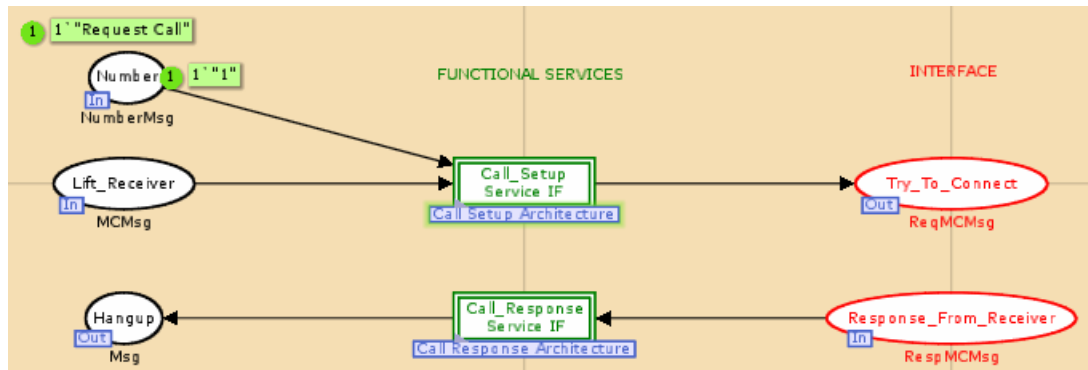 1 1`"Request Call"
Number 1 1`"1"
In
NumberMsg
FUNCTIONAL SERVICES
INTERFACE
Lift_Receiver
In
MCMsg
Call_Setup
Service IF
Call Setup Architecture
Try_To_Connect
Out
ReqMCMsg
Hangup
Out
Msg
Call_Response
Service IF
Call Response Architecture
Response_From_Receiver
In
RespMCMsg